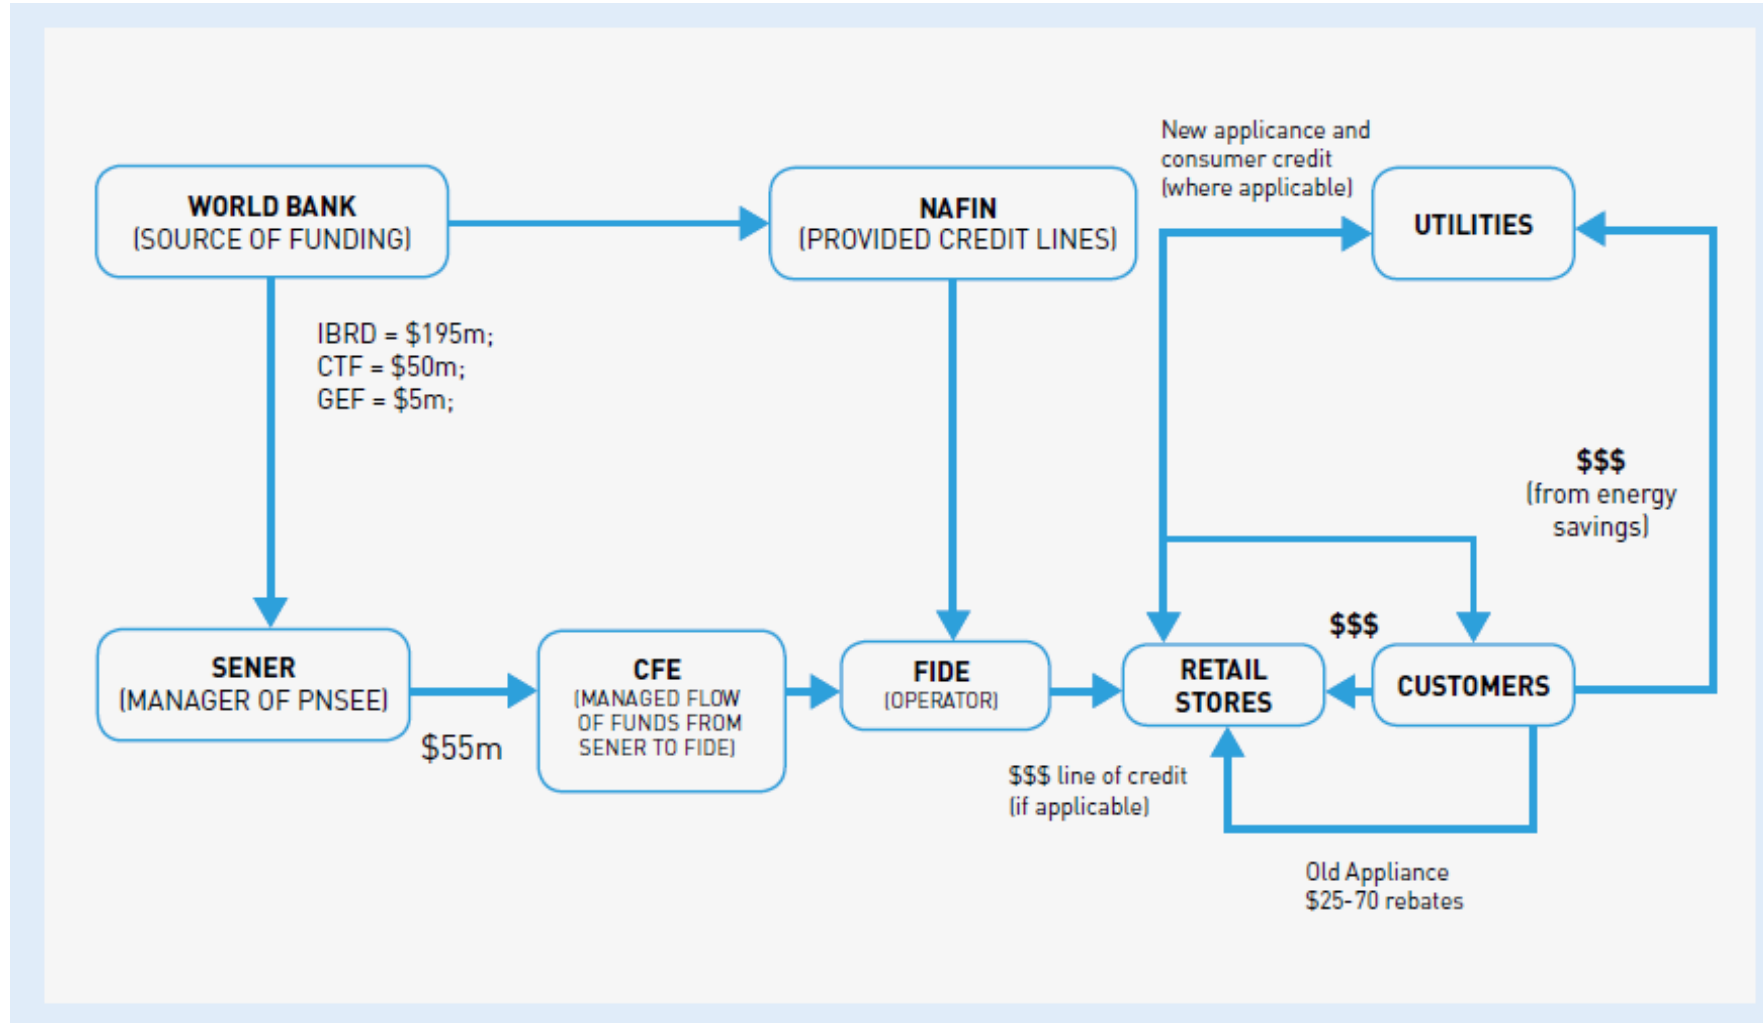 New applicance and
consumer credit
(where applicable)
WORLD BANK
(SOURCE OF FUNDING)
NAFIN
(PROVIDED CREDIT LINES)
UTILITIES
IBRD = $195m;
CTF = $50m;
GEF = $5m;
$$$
(from energy
savings)
$$$
SENER
(MANAGER OF PNSEE)
$55m
CFE
(MANAGED FLOW
OF FUNDS FROM
SENER TO FIDE)
FIDE
(OPERATOR)
RETAIL
STORES
CUSTOMERS
$$$ line of credit
(if applicable)
Old Appliance
$25-70 rebates